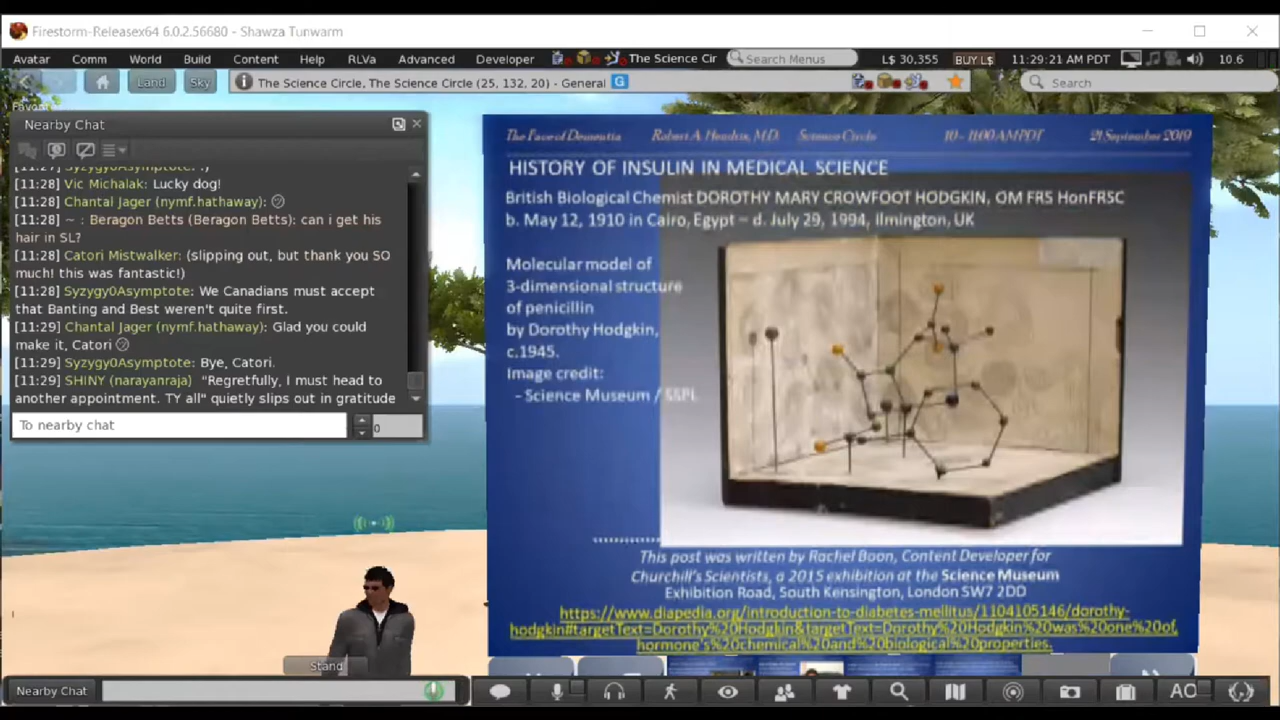 Firestorm-Releasex64 6.0.2.56680 - Shawza Tunwarm
Avatar Comm World Build Content Help RLVa Advanced Developer The Science Cir Search Menus L$ 30,355 BUY L$ 11:29:21 AM PDT 10.6
Land Sky The Science Circle, The Science Circle (25, 132, 20) - General G Search
Nearby Chat
[11:28] Vic Michalak: Lucky dog!
[11:28] Chantal Jager (nymf.hathaway):
[11:28] ~ : Beragon Betts (Beragon Betts): can i get his
hair in SL?
[11:28] Catori Mistwalker: (slipping out, but thank you SO
much! this was fantastic!)
[11:28] Syzygy0Asymptote: We Canadians must accept
that Banting and Best weren't quite first.
[11:29] Chantal Jager (nymf.hathaway): Glad you could
make it, Catori
[11:29] Syzygy0Asymptote: Bye, Catori.
[11:29] SHINY (narayanraja) "Regretfully, I must head to
another appointment. TY all" quietly slips out in gratitude
To nearby chat
0
The Face of Dementia Robert A. Hendrix, M.D. Science Circle 10 - 11:00 AM PDT 21 September 2019
HISTORY OF INSULIN IN MEDICAL SCIENCE
British Biological Chemist DOROTHY MARY CROWFOOT HODGKIN, OM FRS HonFRSC
b. May 12, 1910 in Cairo, Egypt – d. July 29, 1994, Ilmington, UK
Molecular model of
3-dimensional structure
of penicillin
by Dorothy Hodgkin,
c.1945.
Image credit:
- Science Museum / SSPL
This post was written by Rachel Boon, Content Developer for
Churchill's Scientists, a 2015 exhibition at the Science Museum
Exhibition Road, South Kensington, London SW7 2DD
https://www.diapedia.org/introduction-to-diabetes-mellitus/1104105146/dorothy-
hodgkin#targetText=Dorothy%20Hodgkin&targetText=Dorothy%20Hodgkin%20was%20one%20of,
hormone's%20chemical%20and%20biological%20properties.
Stand
Nearby Chat
AO